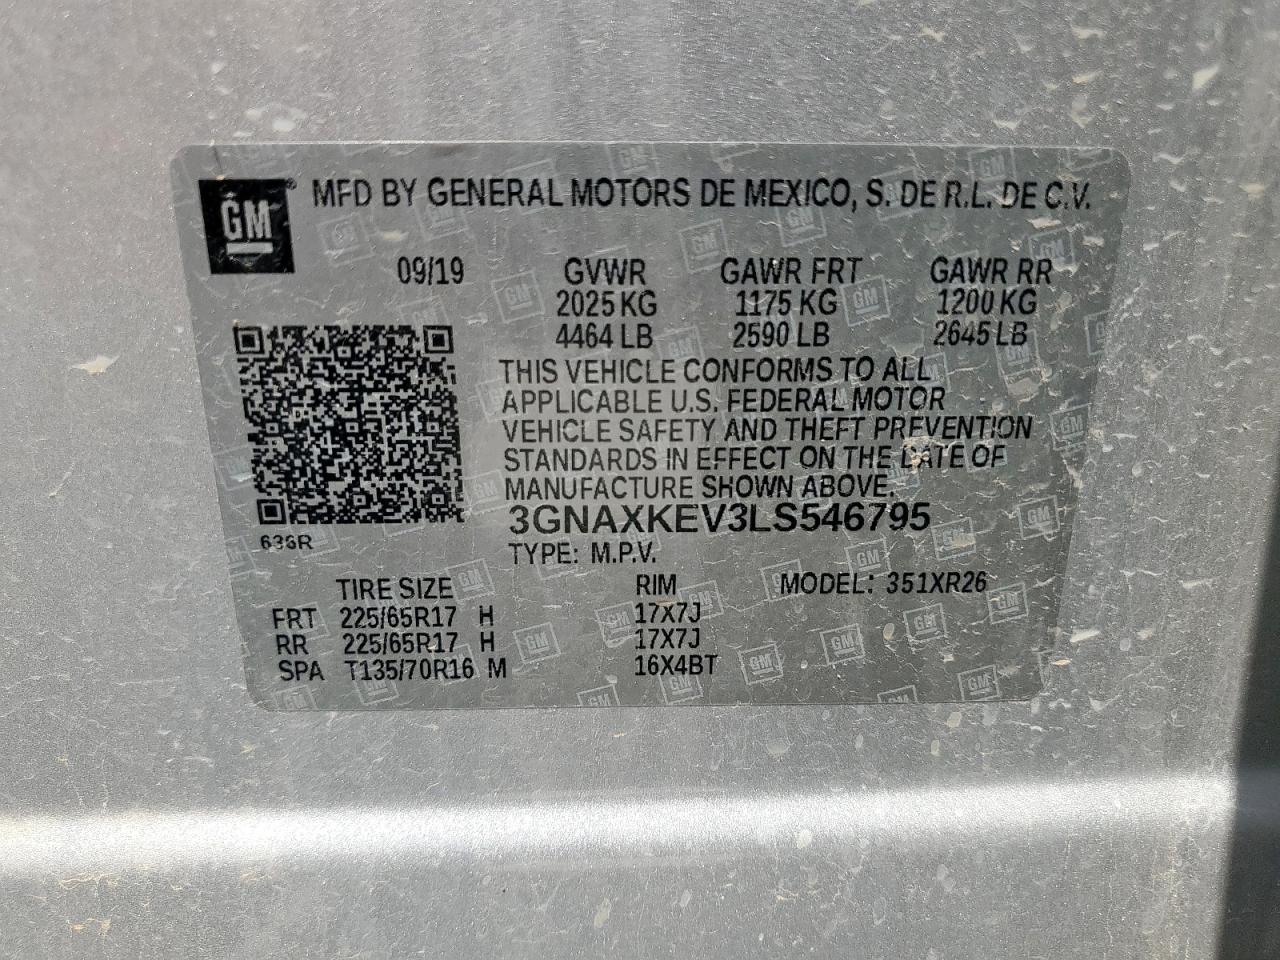 GM
MFD BY GENERAL MOTORS DE MEXICO, S. DE R.L. DE C.V.
09/19 GVWR GAWR FRT GAWR RR
2025 KG 1175 KG 1200 KG
4464 LB 2590 LB 2645 LB
THIS VEHICLE CONFORMS TO ALL
APPLICABLE U.S. FEDERAL MOTOR
VEHICLE SAFETY AND THEFT PREVENTION
STANDARDS IN EFFECT ON THE DATE OF
MANUFACTURE SHOWN ABOVE.
3GNAXKEV3LS546795
TYPE: M.P.V.
TIRE SIZE RIM MODEL: 351XR26
FRT 225/65R17 H 17X7J
RR 225/65R17 H 17X7J
SPA T135/70R16 M 16X4BT